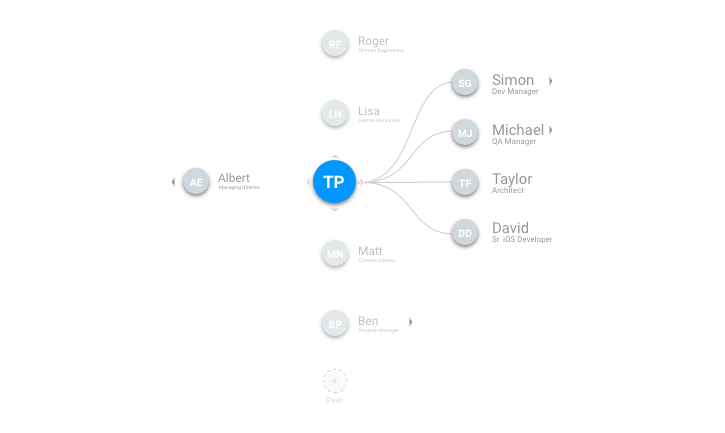 RF
Roger
Director Engineering
SG
Simon
Dev Manager
LH
Lisa
Human Resources
MJ
Michael
QA Manager
AE
Albert
Managing Director
TP
TF
Taylor
Architect
DD
David
Sr. iOS Developer
MN
Matt
Creative Director
BP
Ben
Program Manager
+
Peer